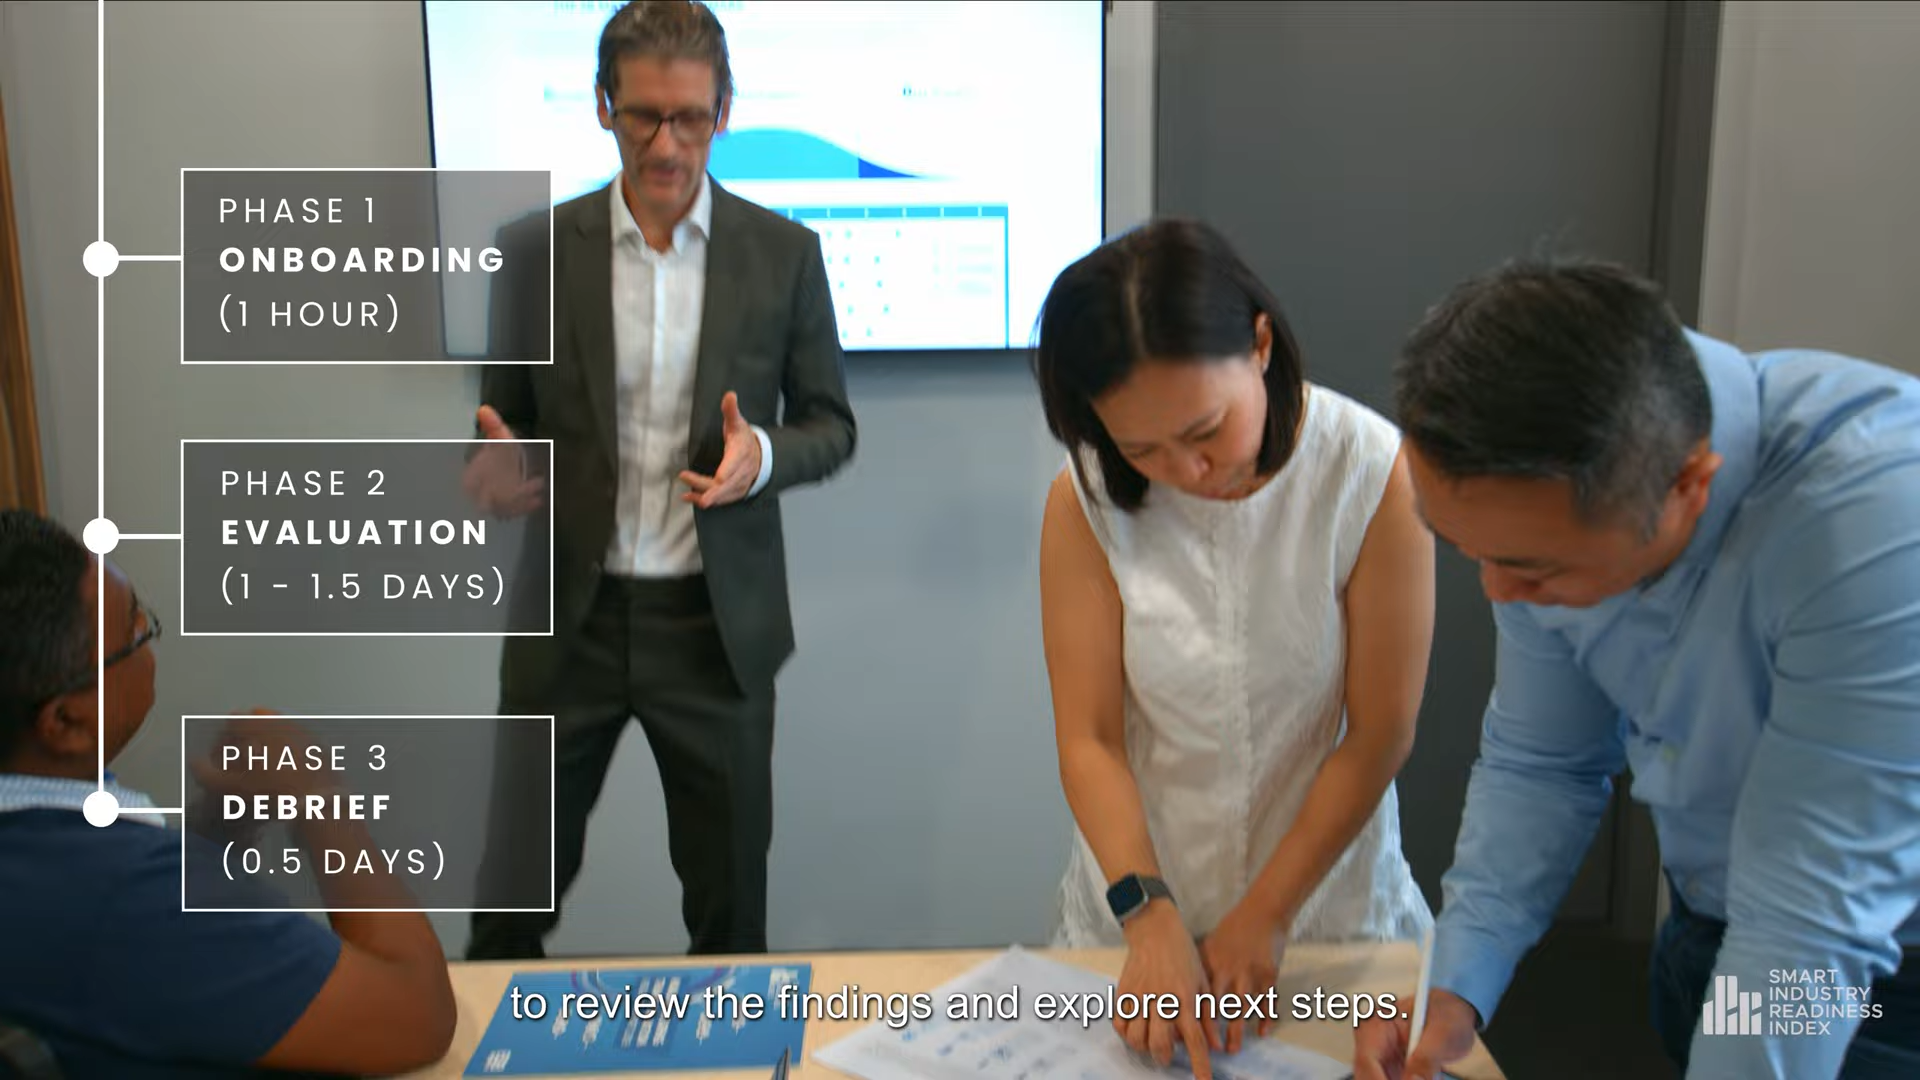 PHASE 1
ONBOARDING
(1 HOUR)
PHASE 2
EVALUATION
(1 - 1.5 DAYS)
PHASE 3
DEBRIEF
(0.5 DAYS)
to review the findings and explore next steps.
SMART
INDUSTRY
READINESS
INDEX